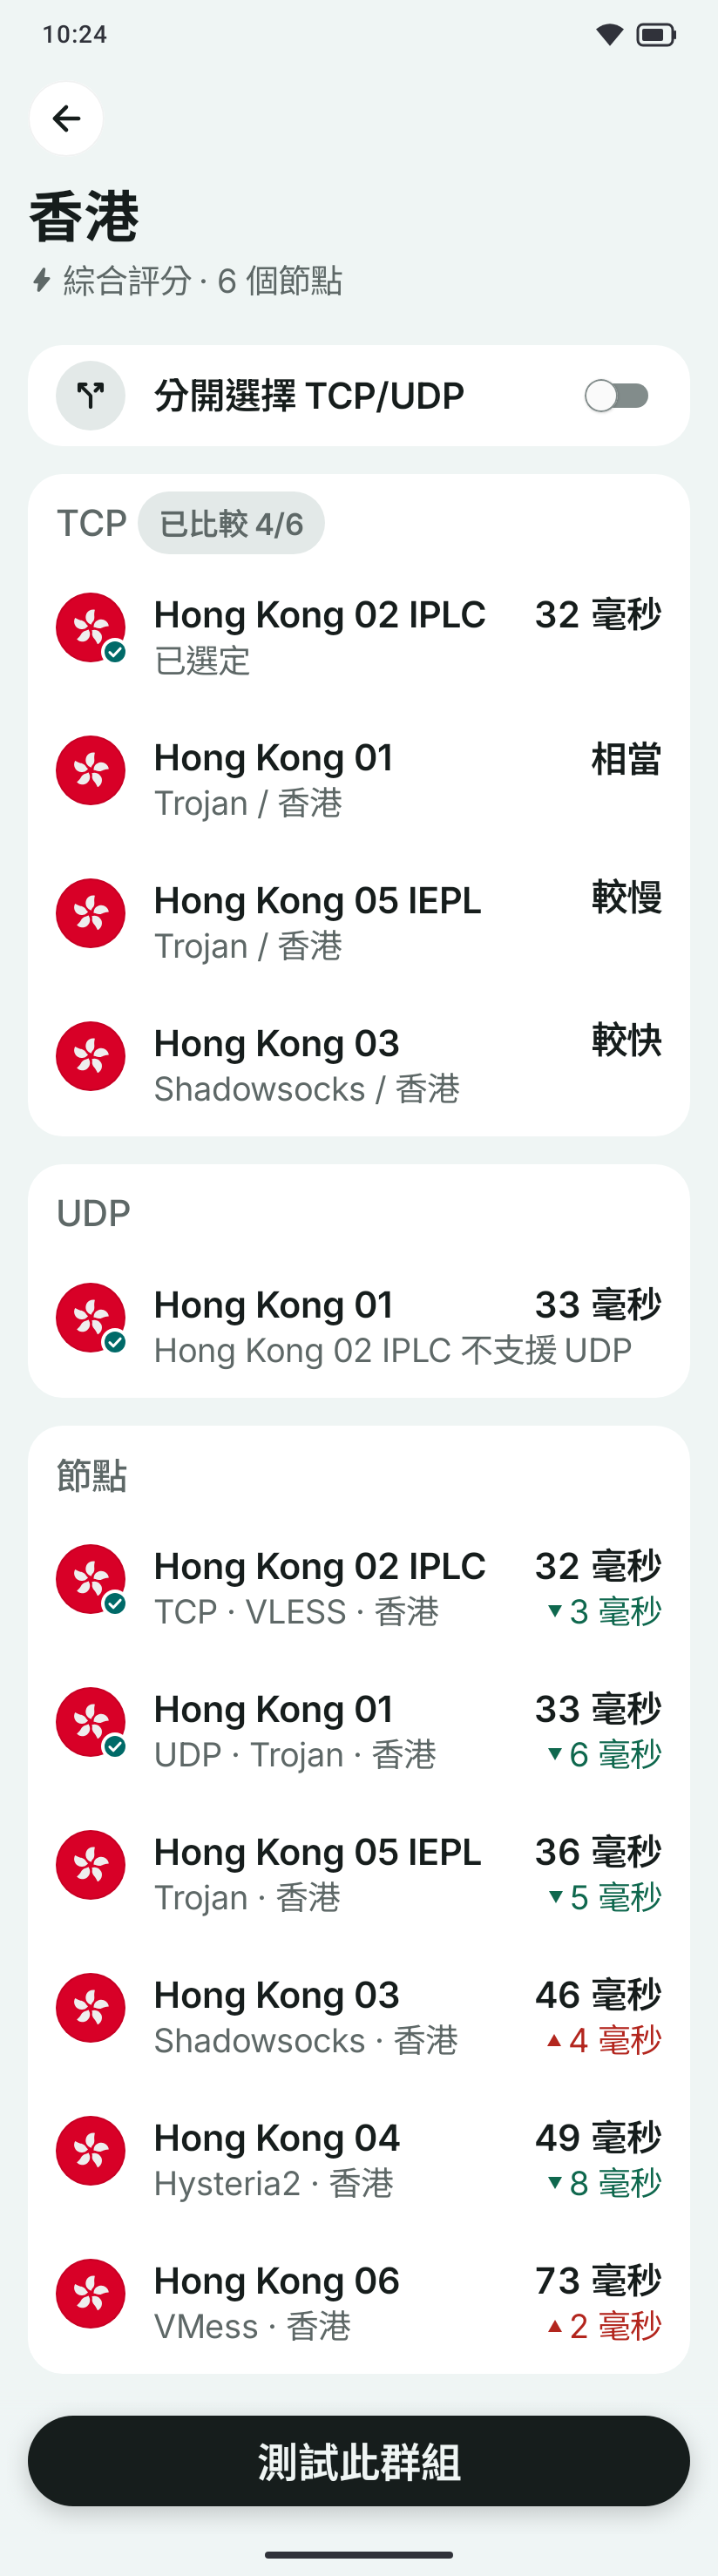 10:24
香港
綜合評分 · 6 個節點
分開選擇 TCP/UDP
TCP 已比較 4/6
Hong Kong 02 IPLC 32 毫秒
已選定
Hong Kong 01 相當
Trojan / 香港
Hong Kong 05 IEPL 較慢
Trojan / 香港
Hong Kong 03 較快
Shadowsocks / 香港
UDP
Hong Kong 01 33 毫秒
Hong Kong 02 IPLC 不支援 UDP
節點
Hong Kong 02 IPLC 32 毫秒
TCP · VLESS · 香港 ▼3 毫秒
Hong Kong 01 33 毫秒
UDP · Trojan · 香港 ▼6 毫秒
Hong Kong 05 IEPL 36 毫秒
Trojan · 香港 ▼5 毫秒
Hong Kong 03 46 毫秒
Shadowsocks · 香港 ▲4 毫秒
Hong Kong 04 49 毫秒
Hysteria2 · 香港 ▼8 毫秒
Hong Kong 06 73 毫秒
VMess · 香港 ▲2 毫秒
測試此群組